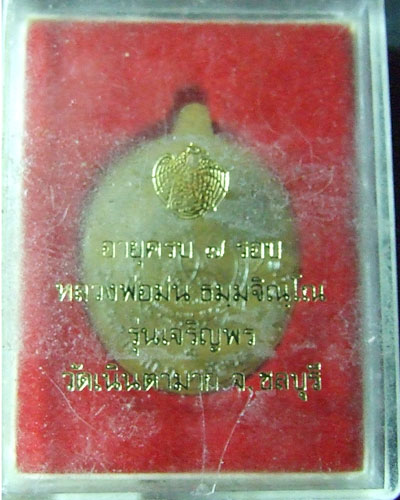 อายุครบ ๗ รอบ
หลวงพ่อม่น ธมฺมจิณฺโณ
รุ่นเจริญพร
วัดเนินตามาก จ. ชลบุรี